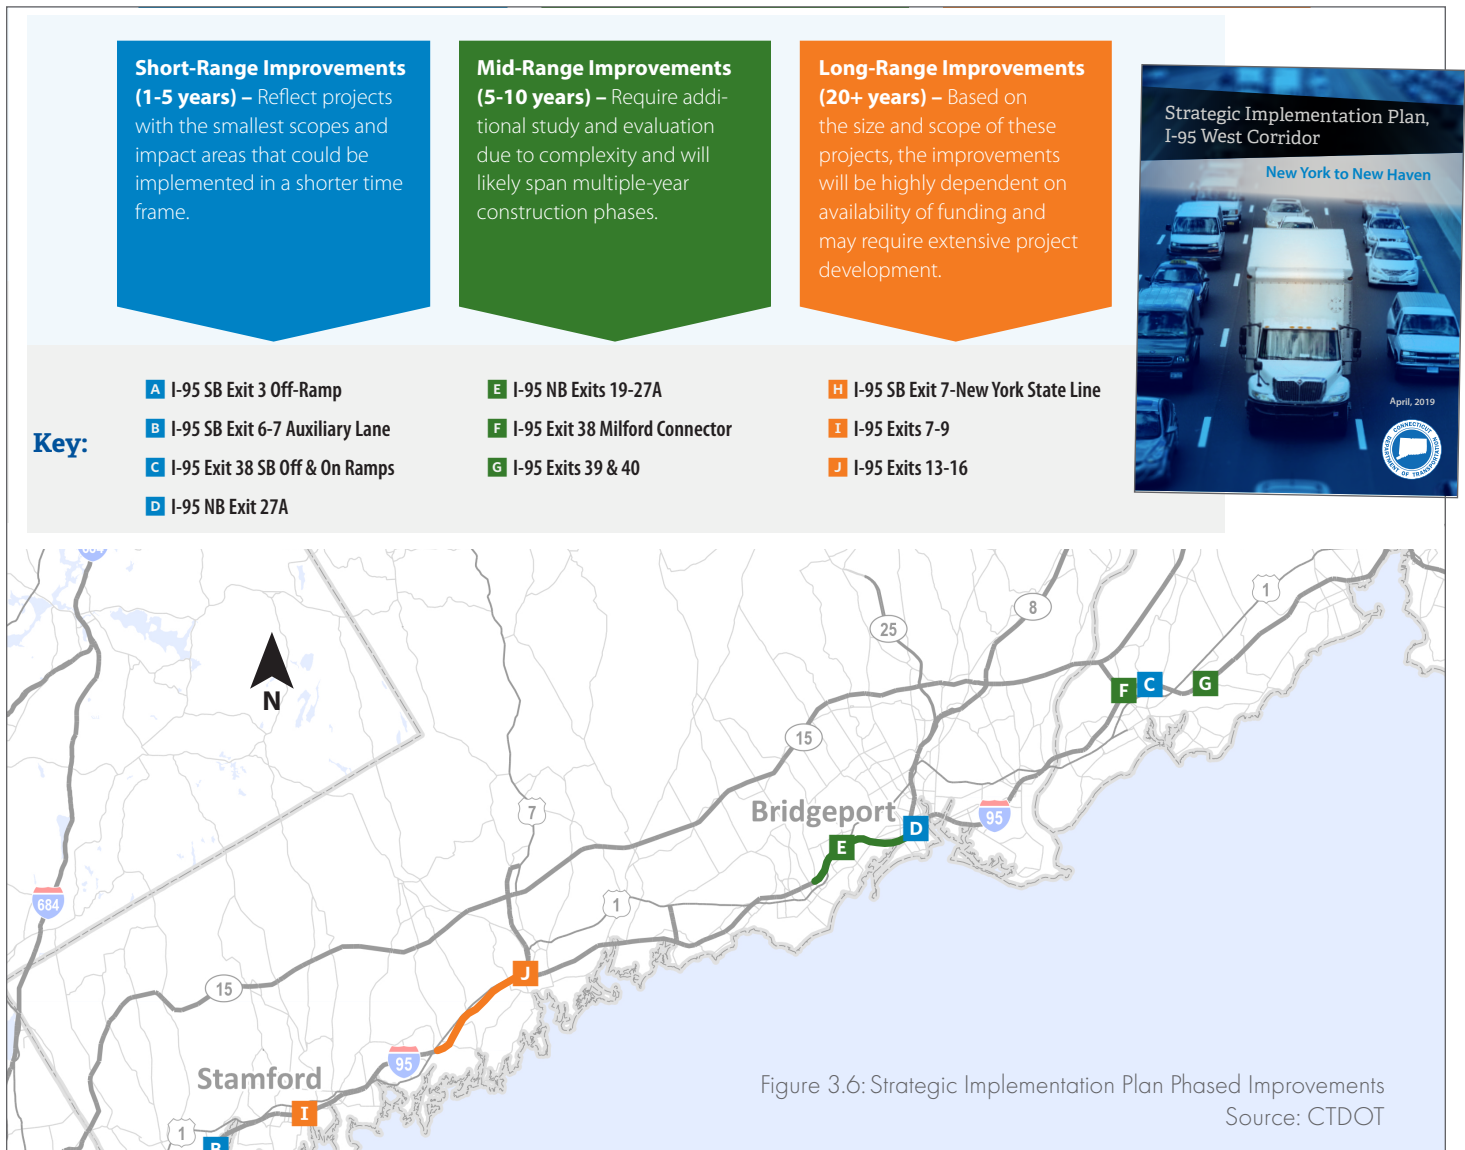 Short-Range Improvements
(1-5 years) – Reflect projects
with the smallest scopes and
impact areas that could be
implemented in a shorter time
frame.
Mid-Range Improvements
(5-10 years) – Require addi-
tional study and evaluation
due to complexity and will
likely span multiple-year
construction phases.
Long-Range Improvements
(20+ years) – Based on
the size and scope of these
projects, the improvements
will be highly dependent on
availability of funding and
may require extensive project
development.
Strategic Implementation Plan,
I-95 West Corridor
New York to New Haven
April, 2019
CONNECTICUT
DEPARTMENT OF TRANSPORTATION
Key:
A I-95 SB Exit 3 Off-Ramp
B I-95 SB Exit 6-7 Auxiliary Lane
C I-95 Exit 38 SB Off & On Ramps
D I-95 NB Exit 27A
E I-95 NB Exits 19-27A
F I-95 Exit 38 Milford Connector
G I-95 Exits 39 & 40
H I-95 SB Exit 7-New York State Line
I I-95 Exits 7-9
J I-95 Exits 13-16
684
1
8
25
N
F
C
G
15
7
Bridgeport
D
95
E
684
1
J
15
95
Stamford
I
1
B
Figure 3.6: Strategic Implementation Plan Phased Improvements
Source: CTDOT